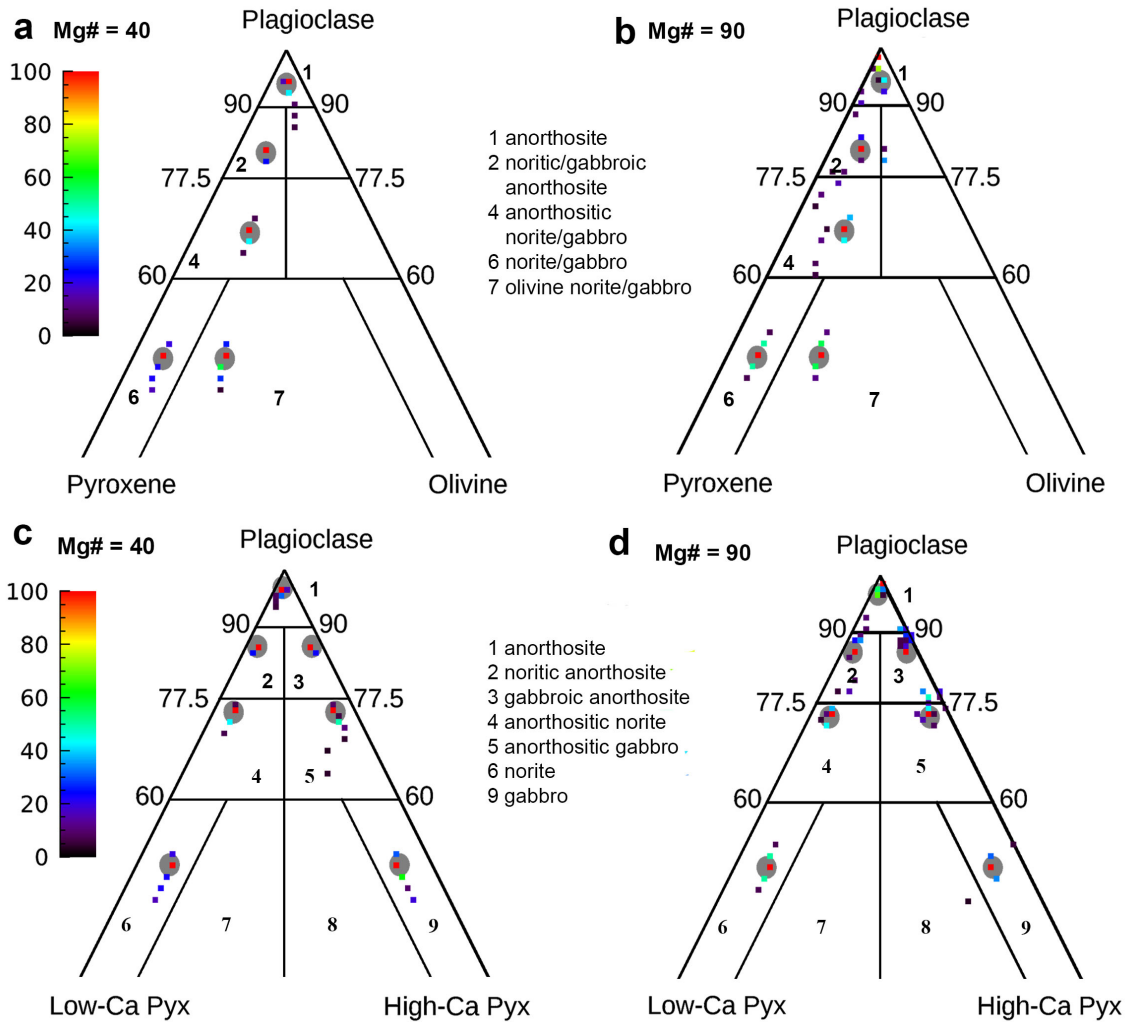 a
Mg# = 40
Plagioclase
100
80
60
40
20
0
1
90
90
2
77.5
77.5
4
60
60
6
7
Pyroxene
Olivine
1 anorthosite
2 noritic/gabbroic
anorthosite
4 anorthositic
norite/gabbro
6 norite/gabbro
7 olivine norite/gabbro
b
Mg# = 90
Plagioclase
1
90
90
2
77.5
77.5
4
60
60
6
7
Pyroxene
Olivine
c
Mg# = 40
Plagioclase
100
80
60
40
20
0
1
90
90
2
3
77.5
77.5
4
5
60
60
6
7
8
9
Low-Ca Pyx
High-Ca Pyx
1 anorthosite
2 noritic anorthosite
3 gabbroic anorthosite
4 anorthositic norite
5 anorthositic gabbro
6 norite
9 gabbro
d
Mg# = 90
Plagioclase
1
90
90
2
3
77.5
77.5
4
5
60
60
6
7
8
9
Low-Ca Pyx
High-Ca Pyx